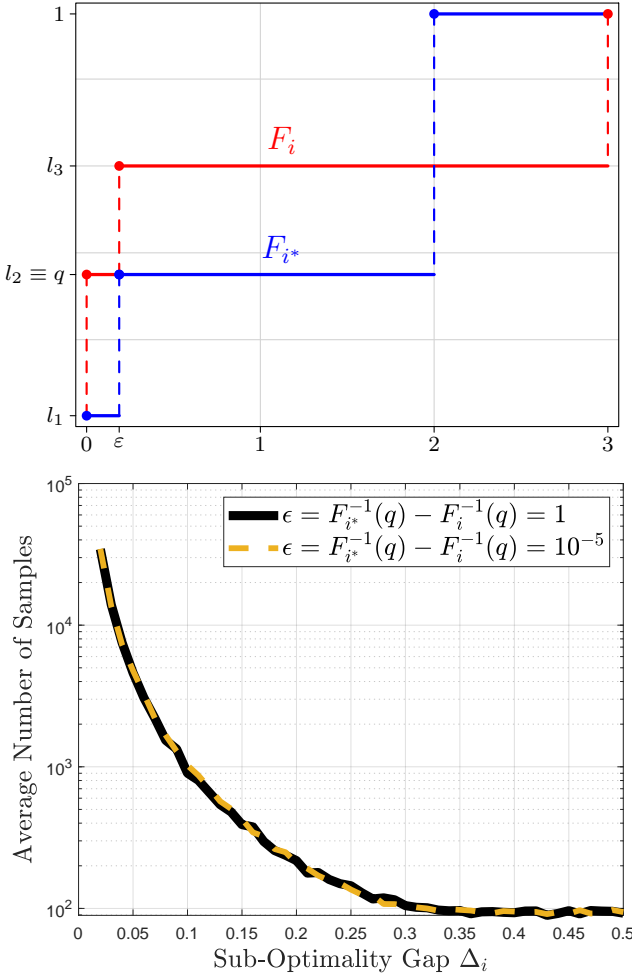 1
F_i
l_3
F_{i*}
l_2 ≡ q
l_1
0 ε 1 2 3
10^5
ϵ = F_{i*}^{-1}(q) − F_i^{-1}(q) = 1
ϵ = F_{i*}^{-1}(q) − F_i^{-1}(q) = 10^{-5}
Average Number of Samples
10^4
10^3
10^2
0 0.05 0.1 0.15 0.2 0.25 0.3 0.35 0.4 0.45 0.5
Sub-Optimality Gap Δ_i